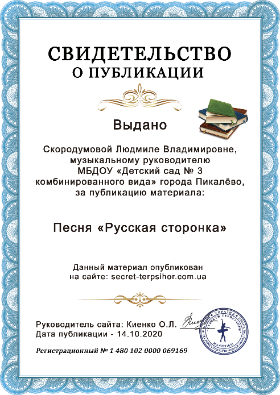 СВИДЕТЕЛЬСТВО
О ПУБЛИКАЦИИ
Выдано
Скородумовой Людмиле Владимировне,
музыкальному руководителю
МБДОУ «Детский сад № 3
комбинированного вида» города Пикалёво,
за публикацию материала:
Песня «Русская сторонка»
Данный материал опубликован
на сайте: secret-terpsihor.com.ua
Руководитель сайта: Киенко О.Л.
Дата публикации - 14.10.2020
Регистрационный № 1 480 102 0000 069169